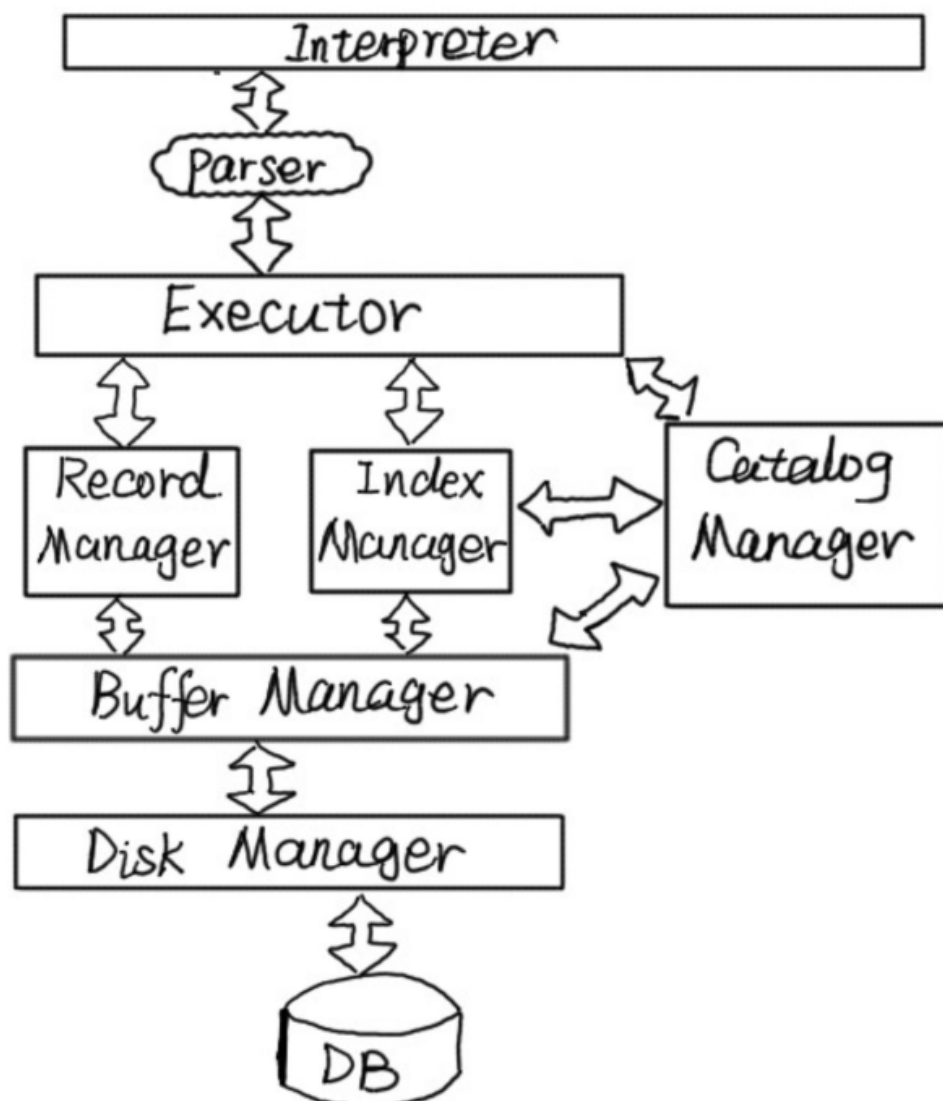 Interpreter
Parser
Executor
Record
Manager
Index
Manager
Catalog
Manager
Buffer Manager
Disk Manager
DB